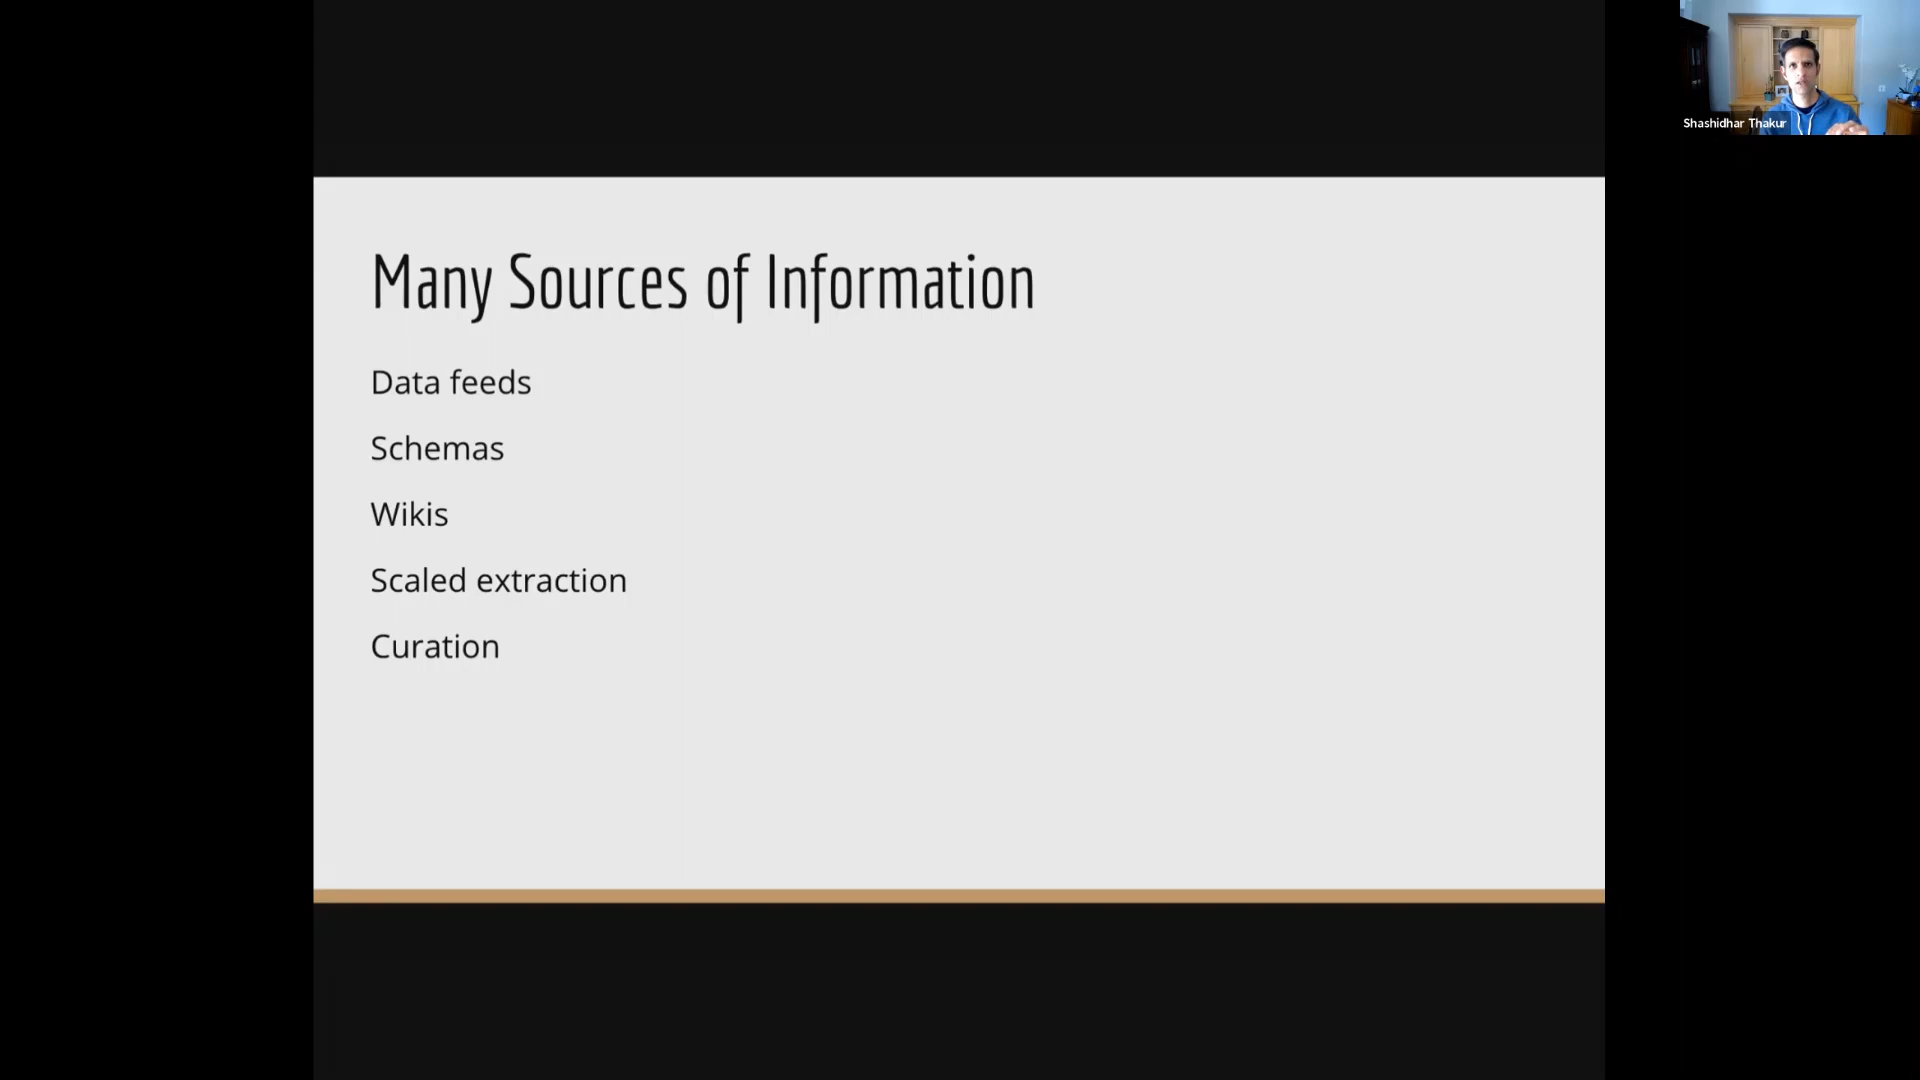 Many Sources of Information
Data feeds
Schemas
Wikis
Scaled extraction
Curation
Shashidhar Thakur